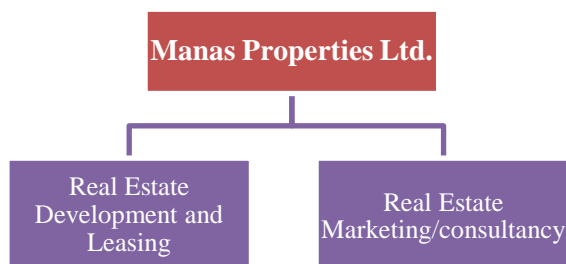 Manas Properties Ltd.
Real Estate
Development and
Leasing
Real Estate
Marketing/consultancy